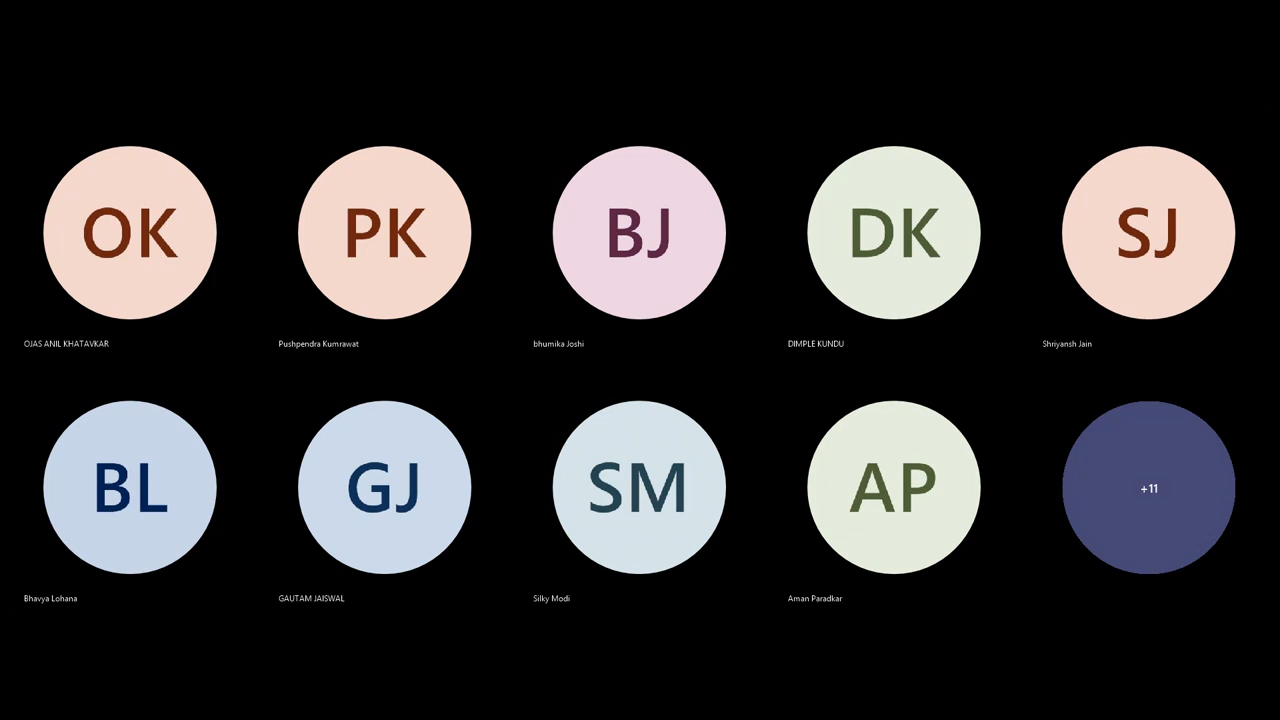 OK
PK
BJ
DK
SJ
OJAS ANIL KHATAVKAR
Pushpendra Kumrawat
bhumika Joshi
DIMPLE KUNDU
Shriyansh Jain
BL
GJ
SM
AP
+11
Bhavya Lohana
GAUTAM JAISWAL
Silky Modi
Aman Paradkar